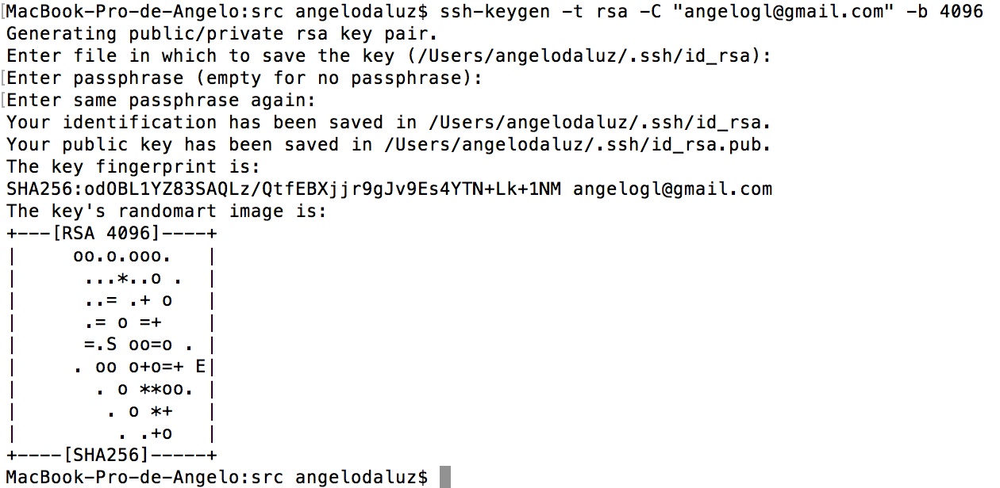 [MacBook-Pro-de-Angelo:src angelodaluz$ ssh-keygen -t rsa -C "angelogl@gmail.com" -b 4096
Generating public/private rsa key pair.
Enter file in which to save the key (/Users/angelodaluz/.ssh/id_rsa):
[Enter passphrase (empty for no passphrase):
[Enter same passphrase again:
Your identification has been saved in /Users/angelodaluz/.ssh/id_rsa.
Your public key has been saved in /Users/angelodaluz/.ssh/id_rsa.pub.
The key fingerprint is:
SHA256:odOBL1YZ83SAQLz/QtfEBXjjr9gJv9Es4YTN+Lk+1NM angelogl@gmail.com
The key's randomart image is:
+---[RSA 4096]----+
|     oo.o.ooo.   |
|      ...*..o .  |
|      ..= .+ o   |
|      .= o =+    |
|      =.S oo=o . |
|     . oo o+o=+ E|
|       . o **oo. |
|        . o *+   |
|         . .+o   |
+----[SHA256]-----+
MacBook-Pro-de-Angelo:src angelodaluz$